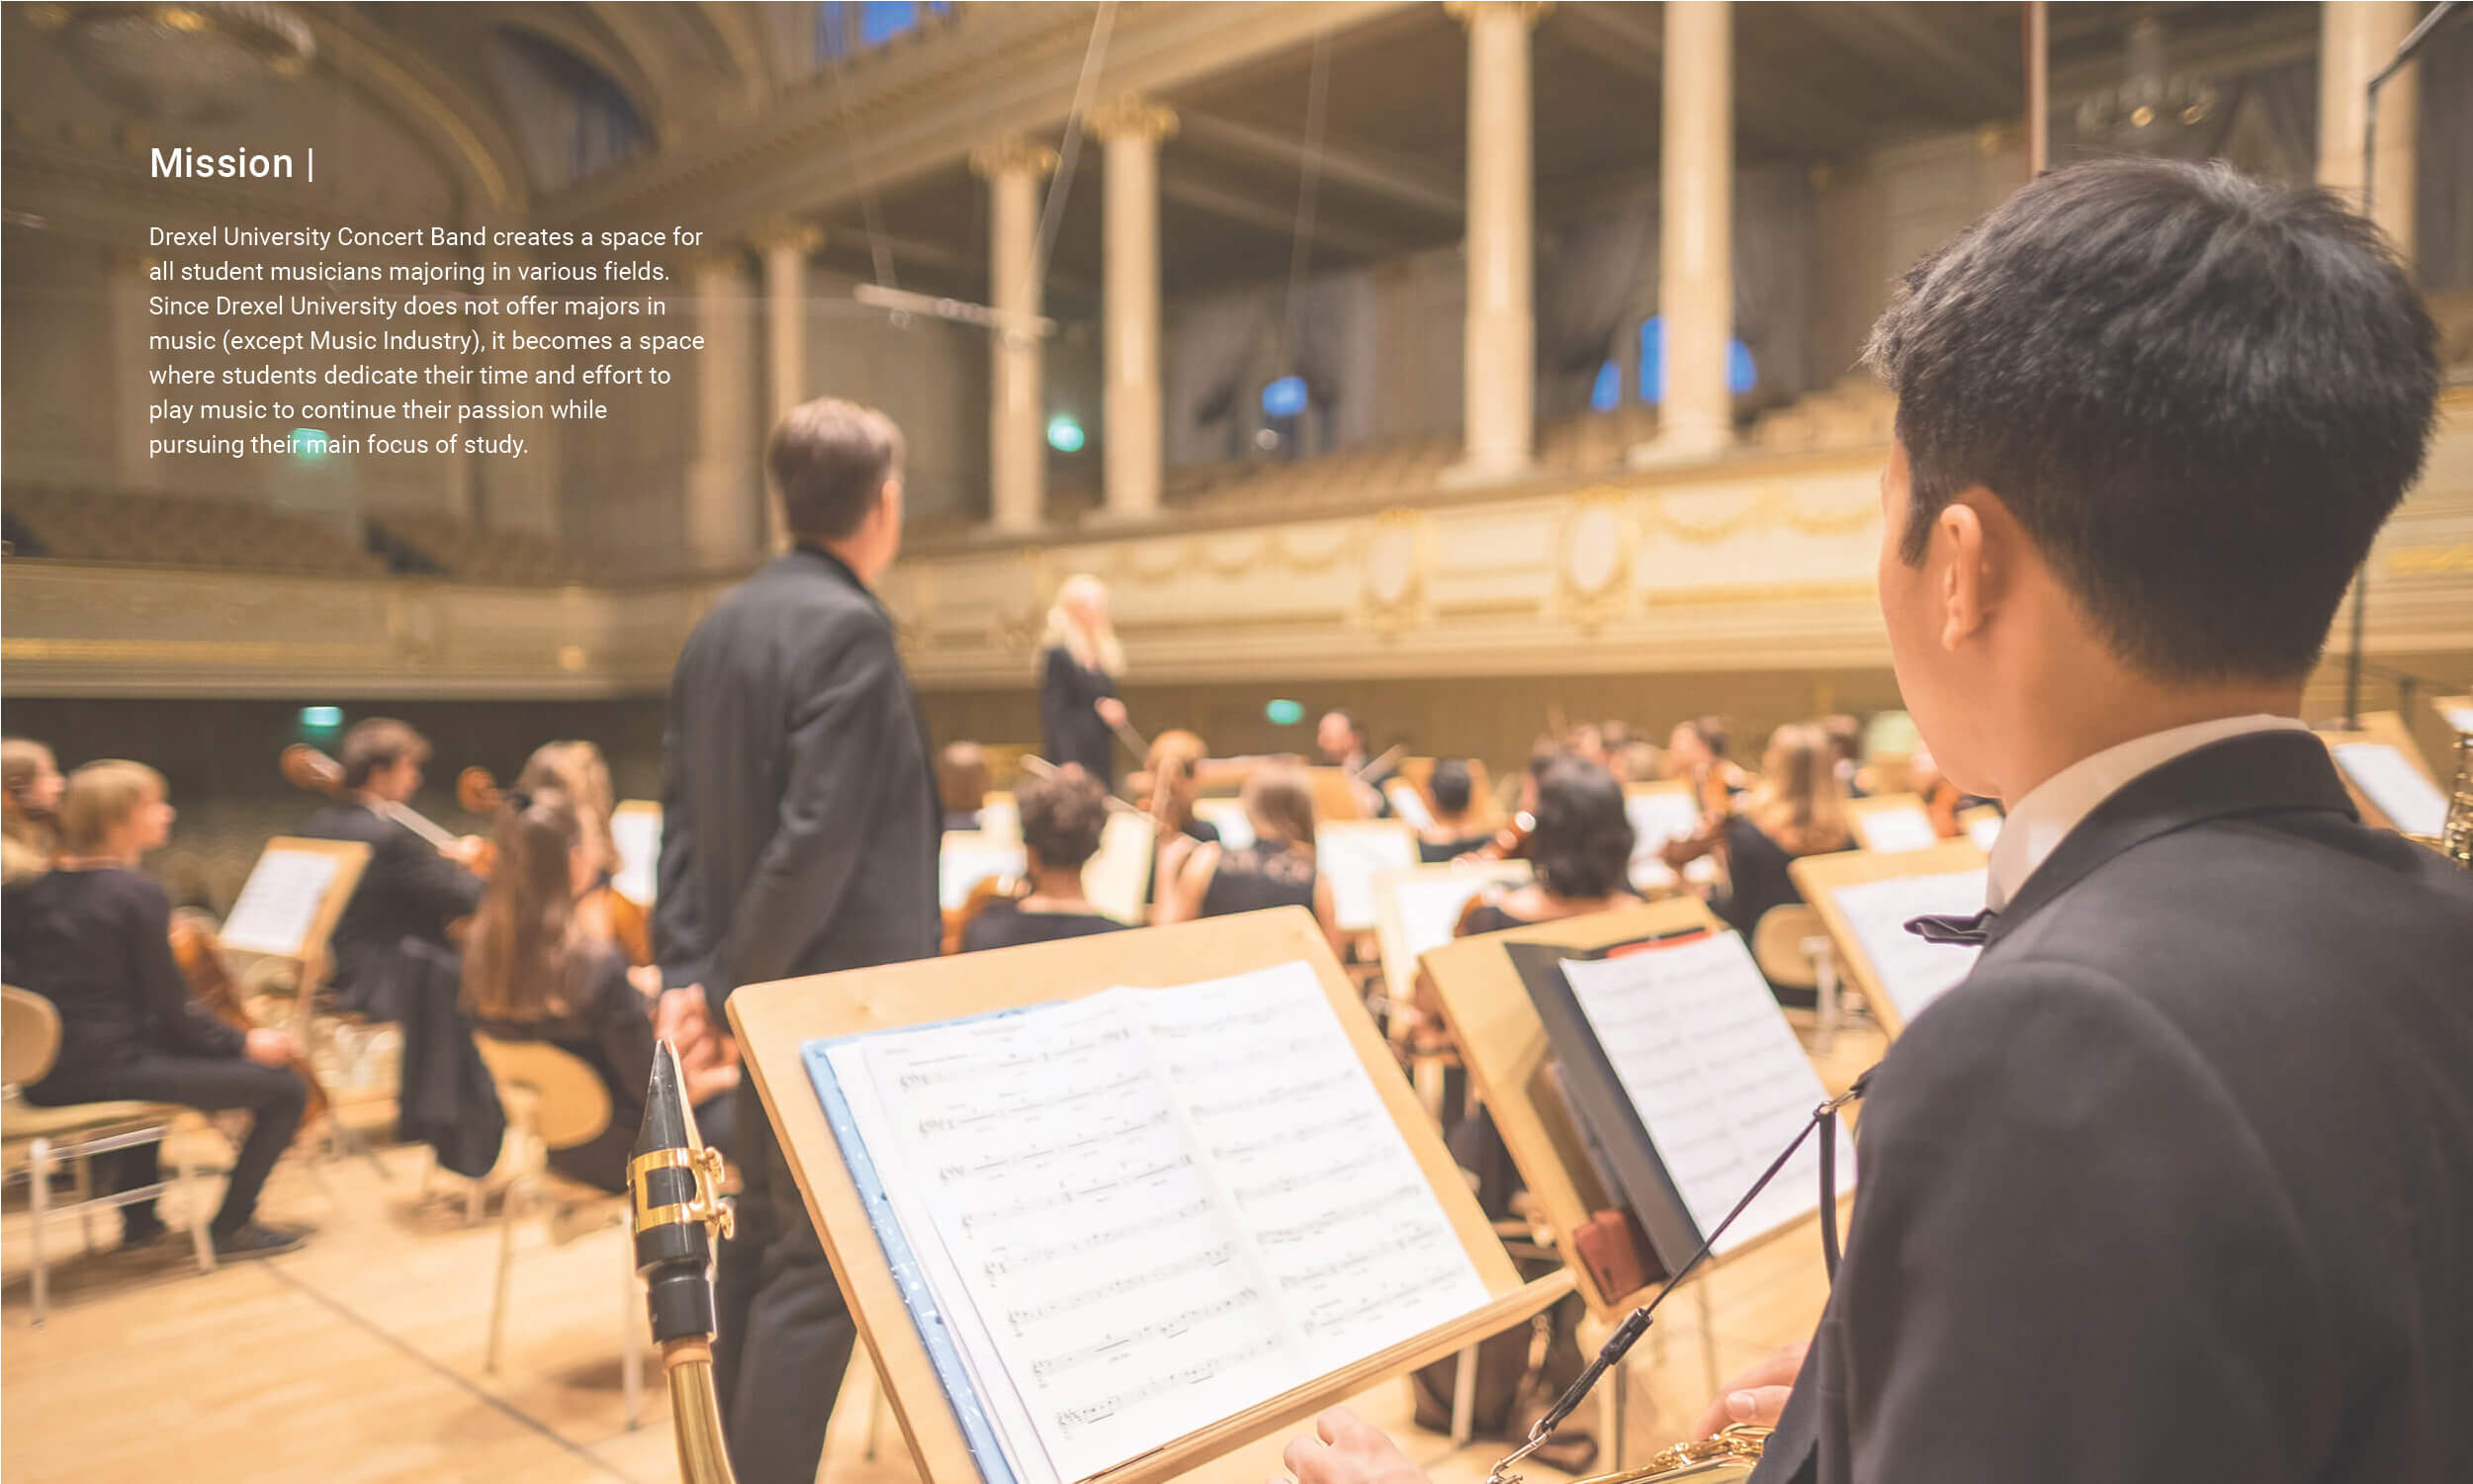 Mission |
Drexel University Concert Band creates a space for
all student musicians majoring in various fields.
Since Drexel University does not offer majors in
music (except Music Industry), it becomes a space
where students dedicate their time and effort to
play music to continue their passion while
pursuing their main focus of study.